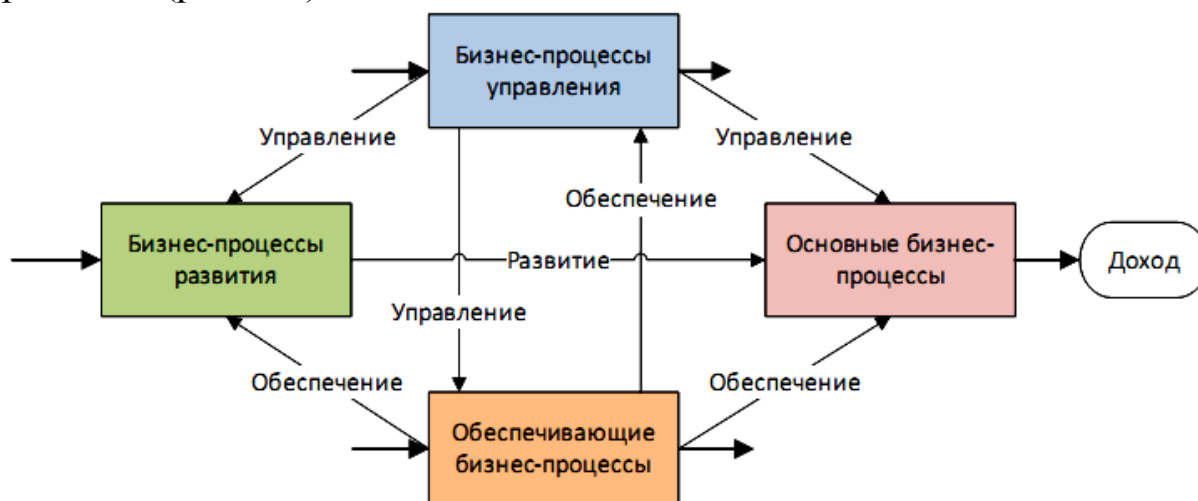 Бизнес-процессы
управления
Управление
Управление
Обеспечение
Бизнес-процессы
развития
Развитие
Основные бизнес-
процессы
Доход
Управление
Обеспечение
Обеспечение
Обеспечивающие
бизнес-процессы